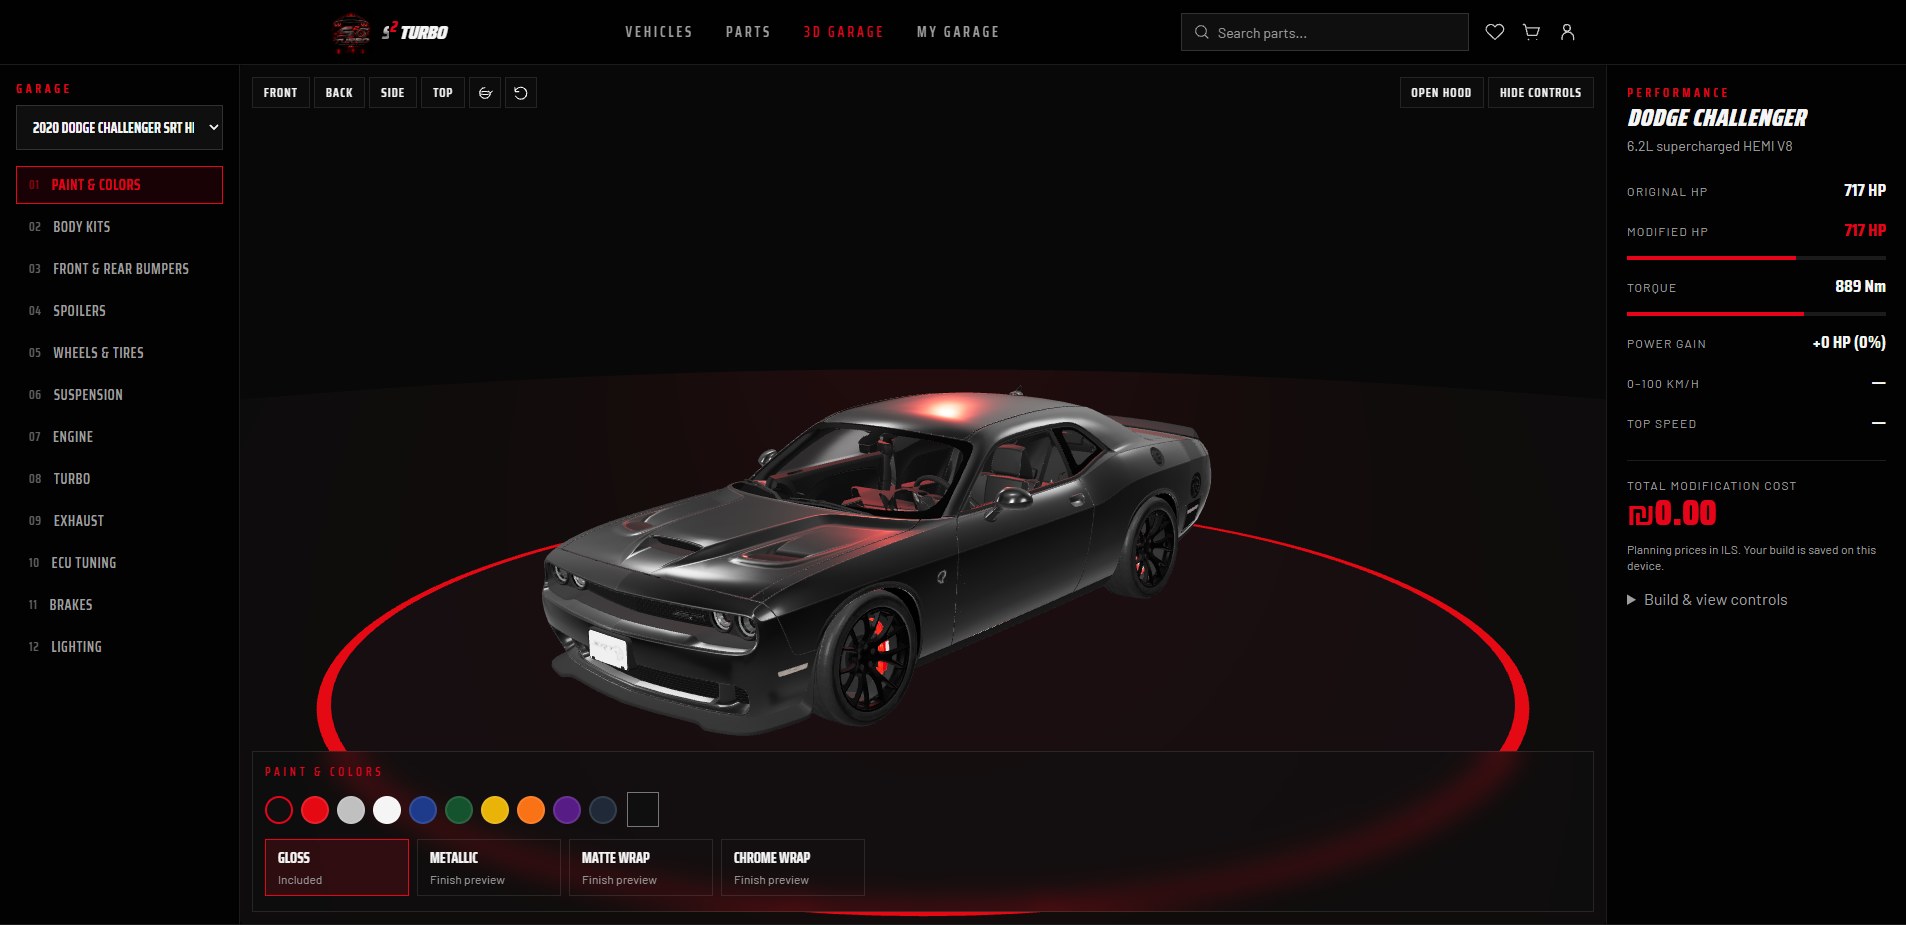 S2 TURBO
VEHICLES
PARTS
3D GARAGE
MY GARAGE
Search parts...
GARAGE
2020 DODGE CHALLENGER SRT HE
01 PAINT & COLORS
02 BODY KITS
03 FRONT & REAR BUMPERS
04 SPOILERS
05 WHEELS & TIRES
06 SUSPENSION
07 ENGINE
08 TURBO
09 EXHAUST
10 ECU TUNING
11 BRAKES
12 LIGHTING
FRONT
BACK
SIDE
TOP
OPEN HOOD
HIDE CONTROLS
PAINT & COLORS
GLOSS
Included
METALLIC
Finish preview
MATTE WRAP
Finish preview
CHROME WRAP
Finish preview
PERFORMANCE
DODGE CHALLENGER
6.2L supercharged HEMI V8
ORIGINAL HP 717 HP
MODIFIED HP 717 HP
TORQUE 889 Nm
POWER GAIN +0 HP (0%)
0–100 KM/H —
TOP SPEED —
TOTAL MODIFICATION COST
₪0.00
Planning prices in ILS. Your build is saved on this
device.
Build & view controls